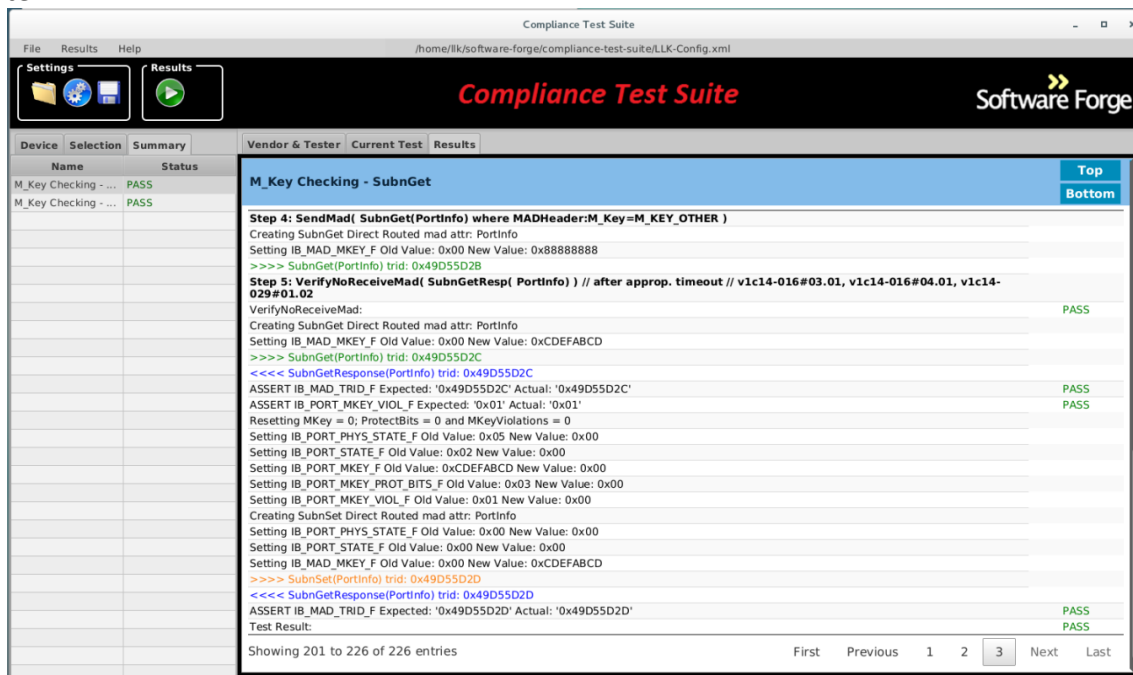 Compliance Test Suite
File Results Help /home/llk/software-forge/compliance-test-suite/LLK-Config.xml
Settings Results
Compliance Test Suite
Software Forge
Device Selection Summary
Vendor & Tester Current Test Results
Name Status
M_Key Checking - ... PASS
M_Key Checking - ... PASS
M_Key Checking - SubnGet
Top
Bottom
Step 4: SendMad( SubnGet(PortInfo) where MADHeader:M_Key=M_KEY_OTHER )
Creating SubnGet Direct Routed mad attr: PortInfo
Setting IB_MAD_MKEY_F Old Value: 0x00 New Value: 0x88888888
>>>> SubnGet(PortInfo) trid: 0x49D55D2B
Step 5: VerifyNoReceiveMad( SubnGetResp( PortInfo) ) // after approp. timeout // v1c14-016#03.01, v1c14-016#04.01, v1c14-
029#01.02
VerifyNoReceiveMad: PASS
Creating SubnGet Direct Routed mad attr: PortInfo
Setting IB_MAD_MKEY_F Old Value: 0x00 New Value: 0xCDEFABCD
>>>> SubnGet(PortInfo) trid: 0x49D55D2C
<<<< SubnGetResponse(PortInfo) trid: 0x49D55D2C
ASSERT IB_MAD_TRID_F Expected: '0x49D55D2C' Actual: '0x49D55D2C' PASS
ASSERT IB_PORT_MKEY_VIOL_F Expected: '0x01' Actual: '0x01' PASS
Resetting MKey = 0; ProtectBits = 0 and MKeyViolations = 0
Setting IB_PORT_PHYS_STATE_F Old Value: 0x05 New Value: 0x00
Setting IB_PORT_STATE_F Old Value: 0x02 New Value: 0x00
Setting IB_PORT_MKEY_F Old Value: 0xCDEFABCD New Value: 0x00
Setting IB_PORT_MKEY_PROT_BITS_F Old Value: 0x03 New Value: 0x00
Setting IB_PORT_MKEY_VIOL_F Old Value: 0x01 New Value: 0x00
Creating SubnSet Direct Routed mad attr: PortInfo
Setting IB_PORT_PHYS_STATE_F Old Value: 0x00 New Value: 0x00
Setting IB_PORT_STATE_F Old Value: 0x00 New Value: 0x00
Setting IB_MAD_MKEY_F Old Value: 0x00 New Value: 0xCDEFABCD
>>>> SubnSet(PortInfo) trid: 0x49D55D2D
<<<< SubnGetResponse(PortInfo) trid: 0x49D55D2D
ASSERT IB_MAD_TRID_F Expected: '0x49D55D2D' Actual: '0x49D55D2D' PASS
Test Result: PASS
Showing 201 to 226 of 226 entries First Previous 1 2 3 Next Last